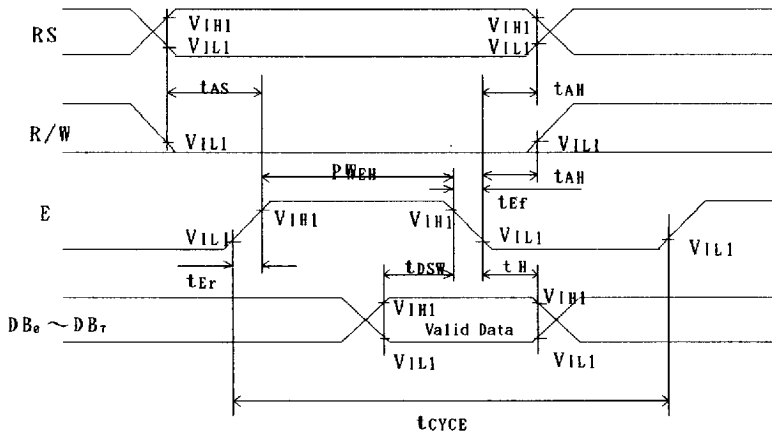 RS
VIH1
VIL1
VIH1
VIL1
tAS
tAH
R/W
VIL1
VIL1
PWEH
tAH
tEf
E
VIL1
VIH1
VIH1
VIL1
VIL1
tEr
tDSW
tH
DB0 ~ DB7
VIH1
Valid Data
VIH1
VIL1
VIL1
tCYCE